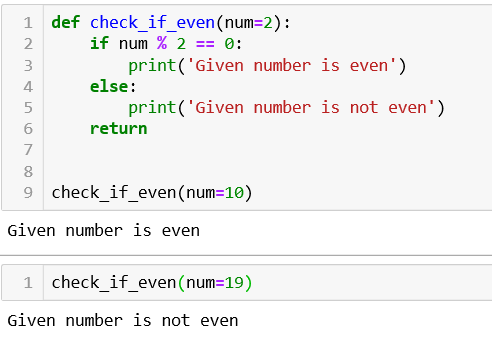 1 def check_if_even(num=2):
2     if num % 2 == 0:
3         print('Given number is even')
4     else:
5         print('Given number is not even')
6     return
7
8
9 check_if_even(num=10)
Given number is even
1 check_if_even(num=19)
Given number is not even